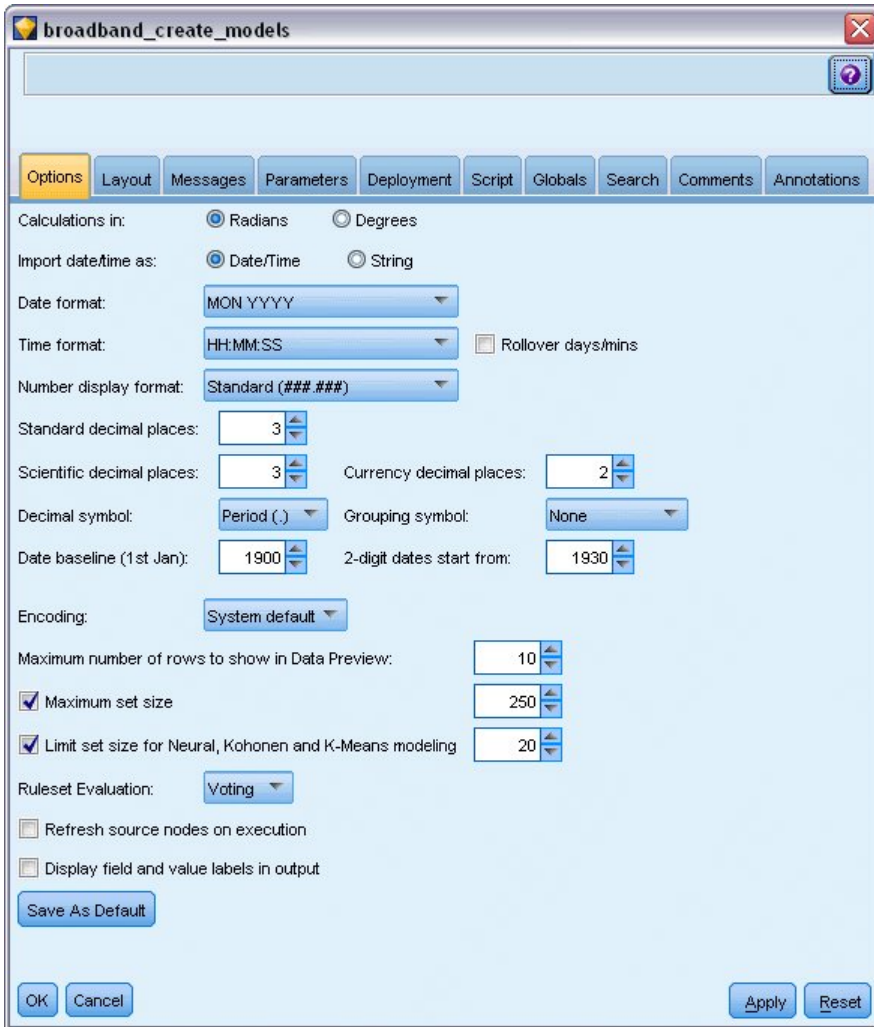 broadband_create_models
Options Layout Messages Parameters Deployment Script Globals Search Comments Annotations
Calculations in: Radians Degrees
Import date/time as: Date/Time String
Date format: MON YYYY
Time format: HH:MM:SS Rollover days/mins
Number display format: Standard (###.###)
Standard decimal places: 3
Scientific decimal places: 3 Currency decimal places: 2
Decimal symbol: Period (.) Grouping symbol: None
Date baseline (1st Jan): 1900 2-digit dates start from: 1930
Encoding: System default
Maximum number of rows to show in Data Preview: 10
Maximum set size 250
Limit set size for Neural, Kohonen and K-Means modeling 20
Ruleset Evaluation: Voting
Refresh source nodes on execution
Display field and value labels in output
Save As Default
OK Cancel Apply Reset